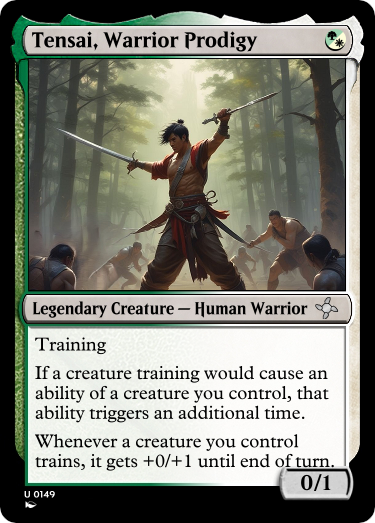 Tensai, Warrior Prodigy
Legendary Creature — Human Warrior
Training
If a creature training would cause an
ability of a creature you control, that
ability triggers an additional time.
Whenever a creature you control
trains, it gets +0/+1 until end of turn.
0/1
U 0149